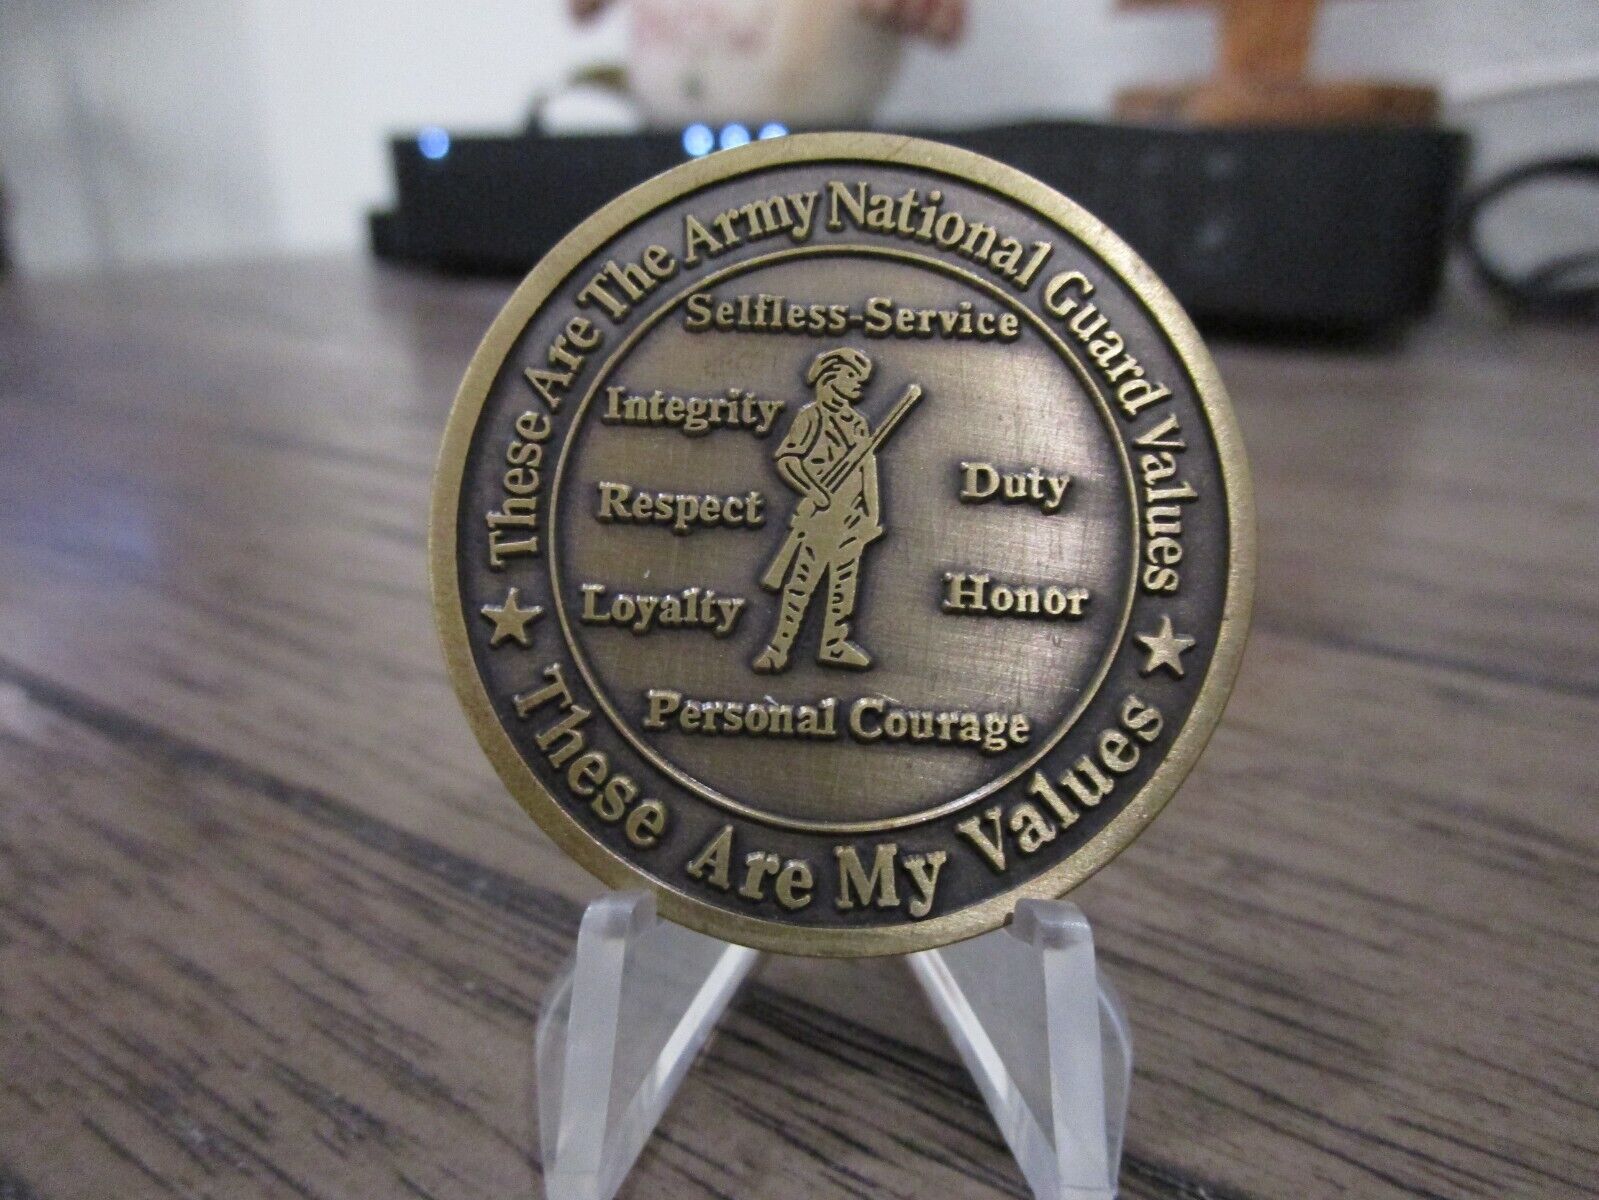 These Are The Army National Guard Values
Selfless-Service
Integrity
Respect
Loyalty
Duty
Honor
Personal Courage
These Are My Values